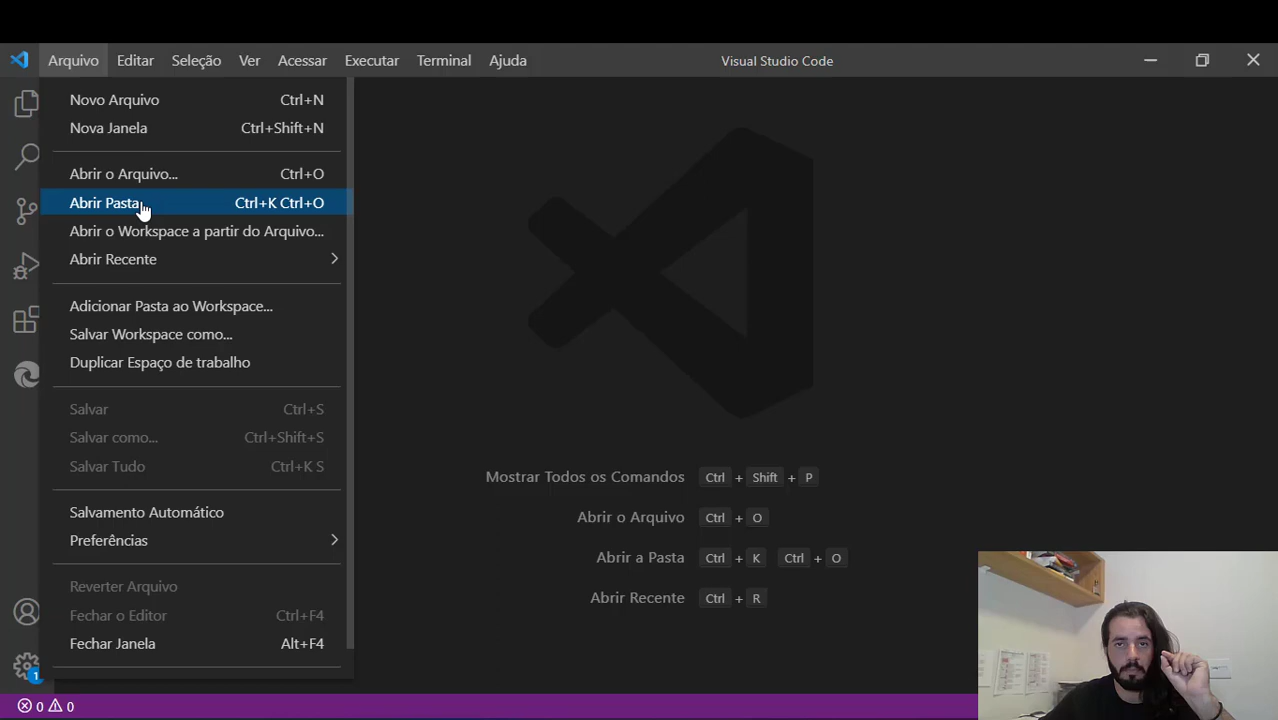 Arquivo Editar Seleção Ver Acessar Executar Terminal Ajuda Visual Studio Code
Novo Arquivo Ctrl+N
Nova Janela Ctrl+Shift+N
Abrir o Arquivo... Ctrl+O
Abrir Pasta Ctrl+K Ctrl+O
Abrir o Workspace a partir do Arquivo...
Abrir Recente
Adicionar Pasta ao Workspace...
Salvar Workspace como...
Duplicar Espaço de trabalho
Salvar Ctrl+S
Salvar como... Ctrl+Shift+S
Salvar Tudo Ctrl+K S
Salvamento Automático
Preferências
Reverter Arquivo
Fechar o Editor Ctrl+F4
Fechar Janela Alt+F4
Mostrar Todos os Comandos Ctrl + Shift + P
Abrir o Arquivo Ctrl + O
Abrir a Pasta Ctrl + K Ctrl + O
Abrir Recente Ctrl + R
1
0 0